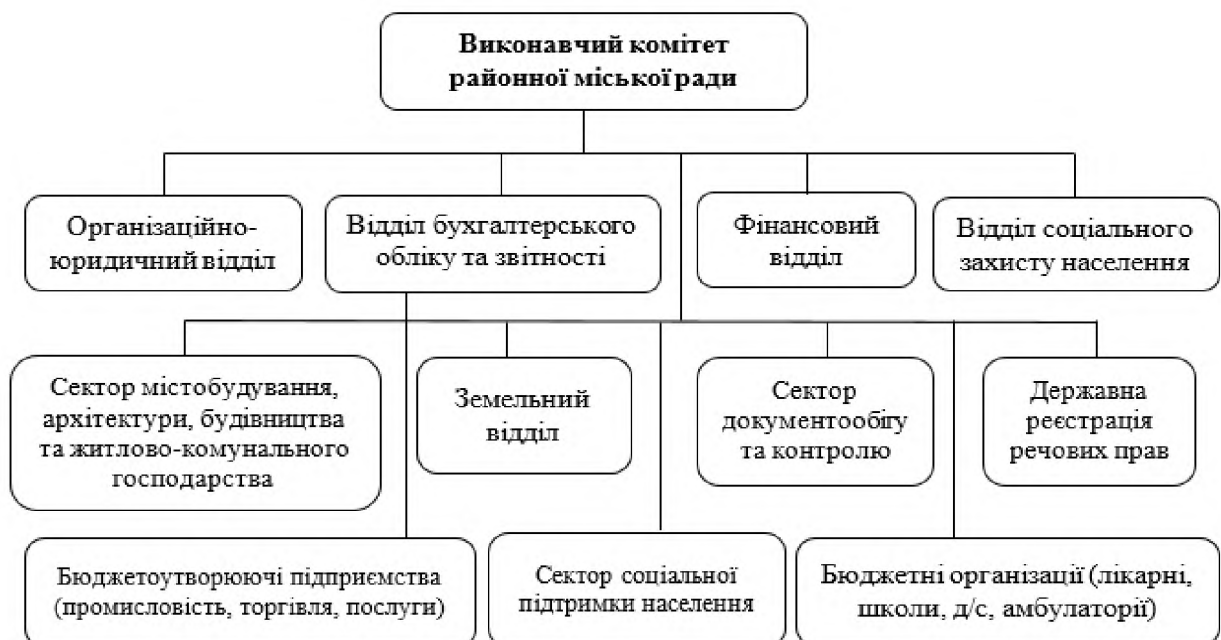 Виконавчий комітет
районної міської ради
Організаційно-
юридичний відділ
Відділ бухгалтерського
обліку та звітності
Фінансовий
відділ
Відділ соціального
захисту населення
Сектор містобудування,
архітектури, будівництва
та житлово-комунального
господарства
Земельний
відділ
Сектор
документообігу
та контролю
Державна
реєстрація
речових прав
Бюджетоутворюючі підприємства
(промисловість, торгівля, послуги)
Сектор соціальної
підтримки населення
Бюджетні організації (лікарні,
школи, д/с, амбулаторії)